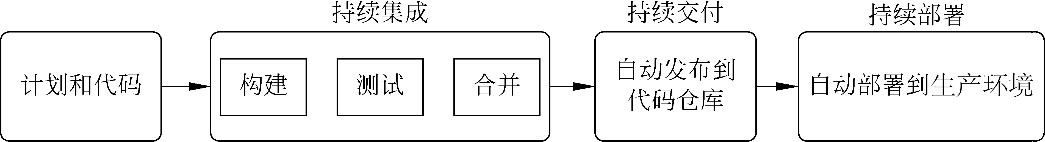 持续集成
持续交付
持续部署
计划和代码
构建
测试
合并
自动发布到
代码仓库
自动部署到生产环境